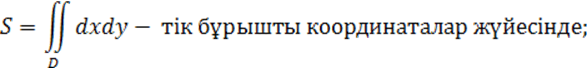 S = ∬_D dxdy − тік бұрышты координаталар жүйесінде;